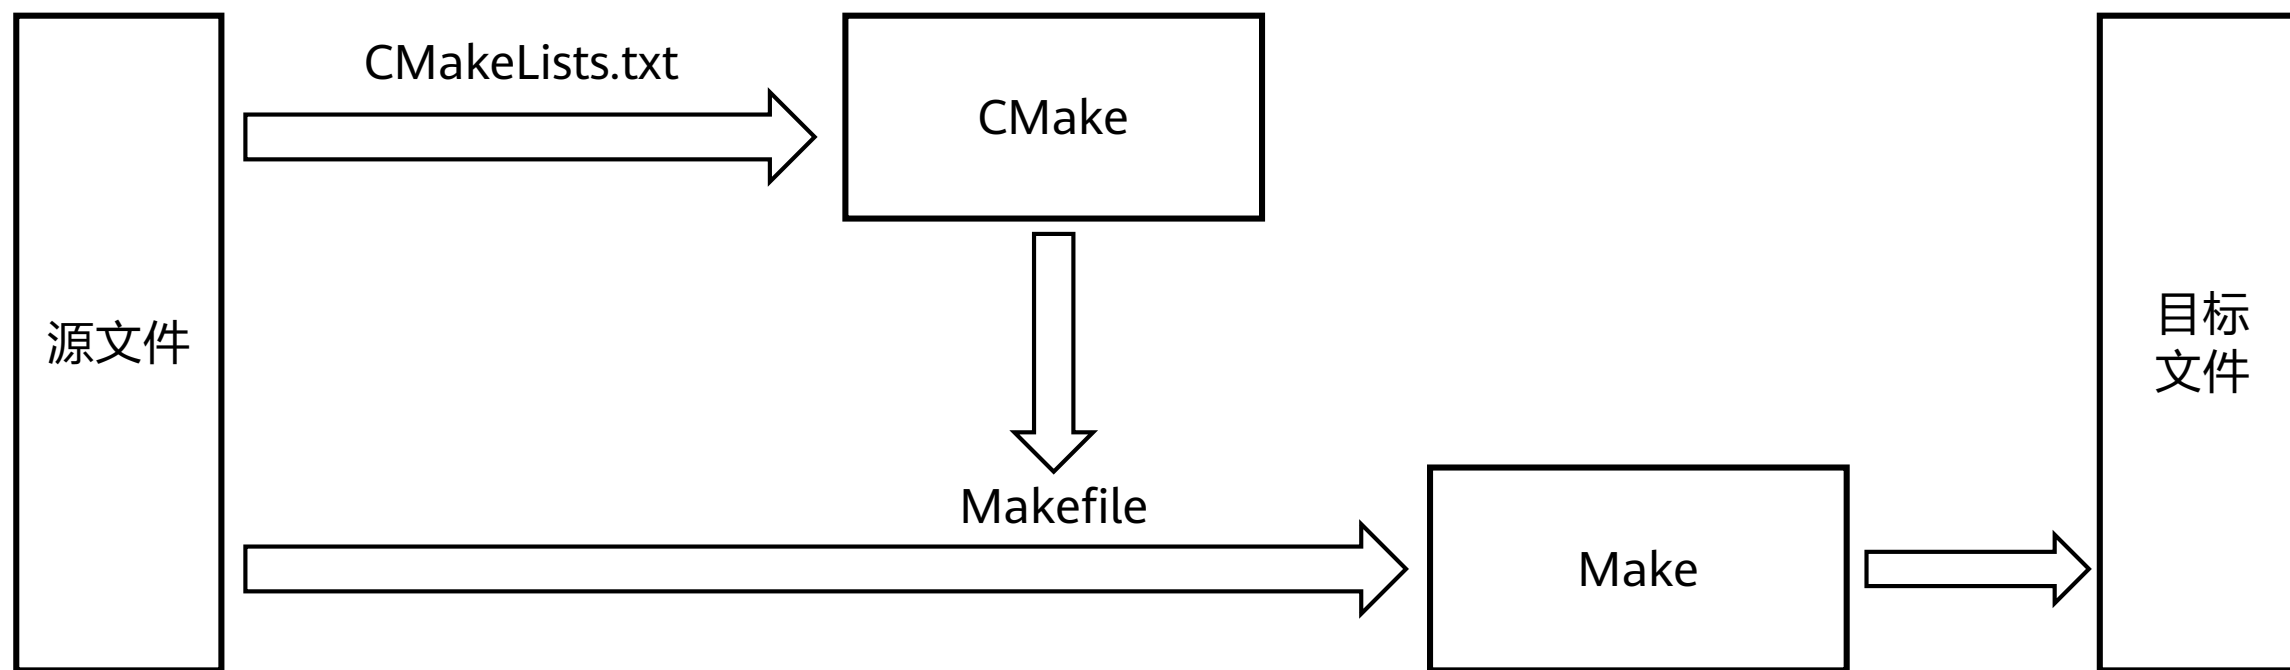 CMakeLists.txt
CMake
源文件
目标
文件
Makefile
Make